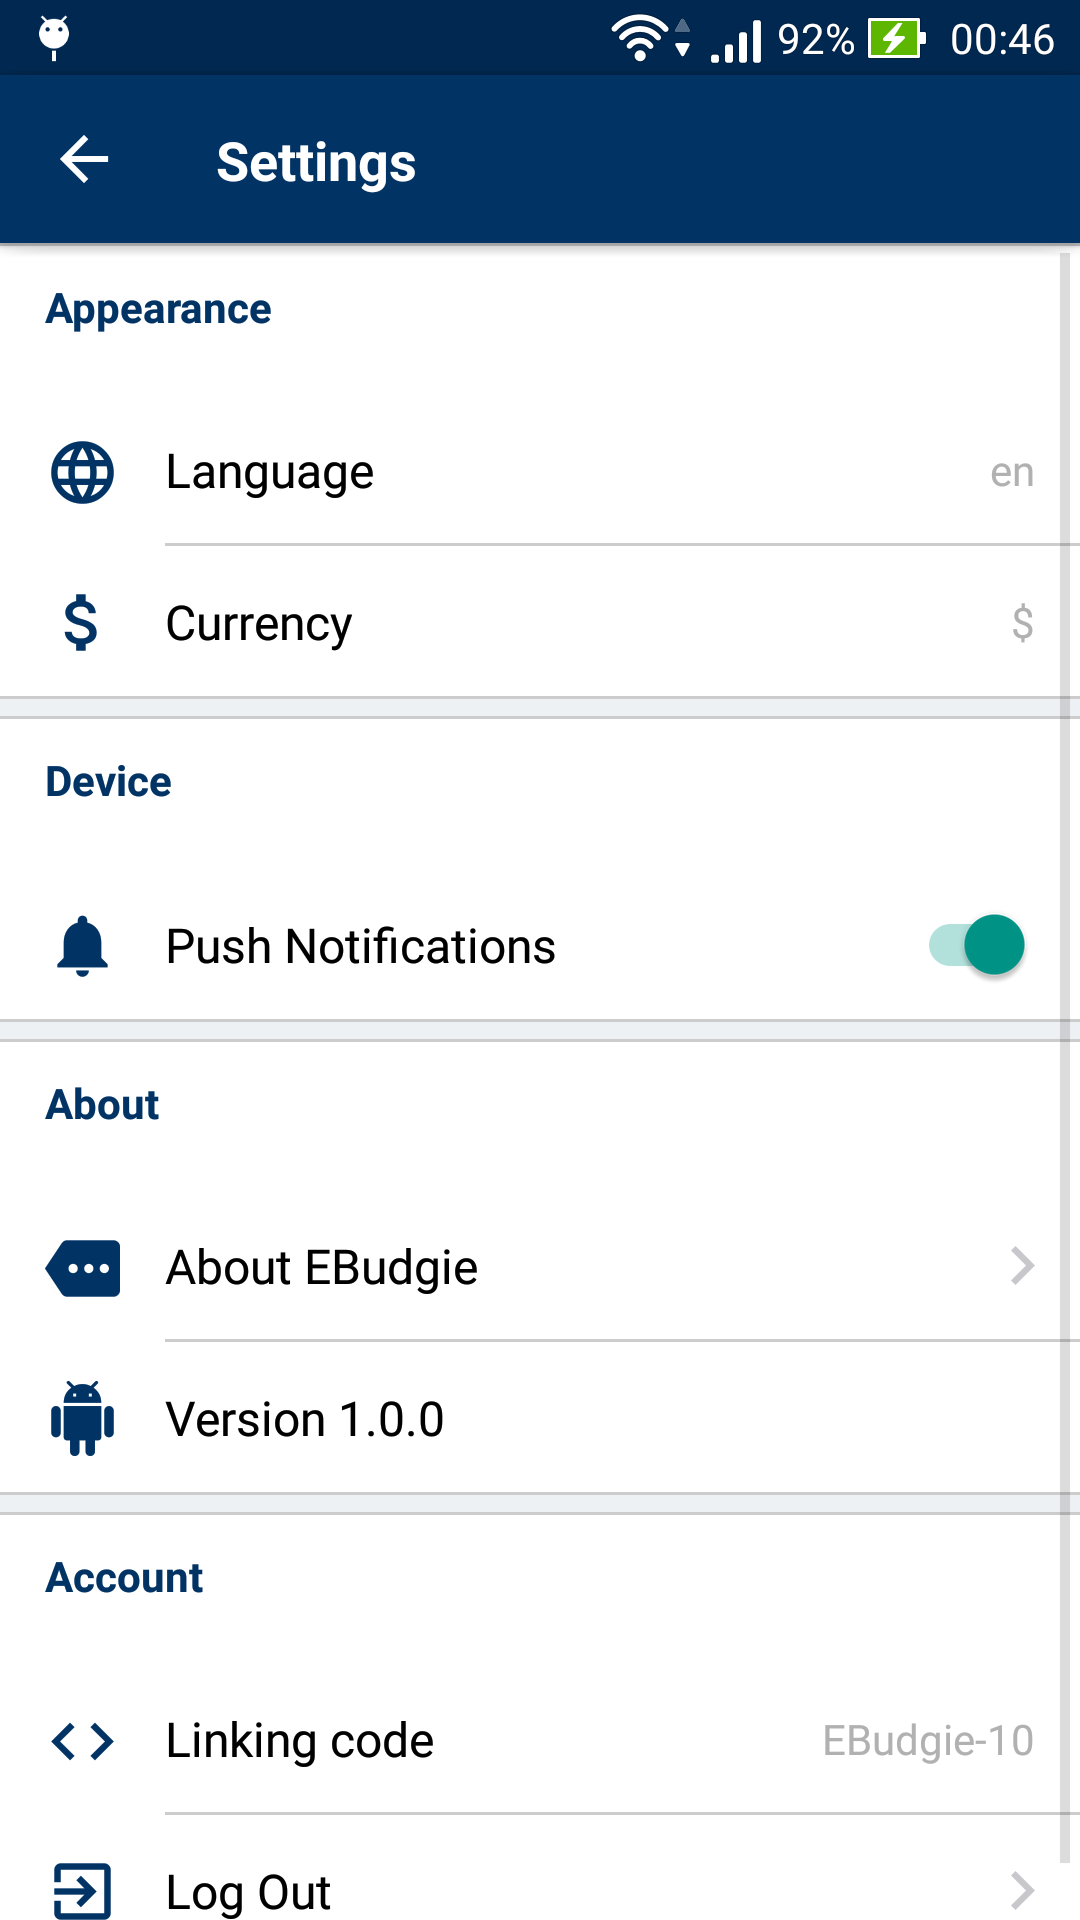 92% 00:46
Settings
Appearance
Language en
Currency $
Device
Push Notifications
About
About EBudgie
Version 1.0.0
Account
Linking code EBudgie-10
Log Out